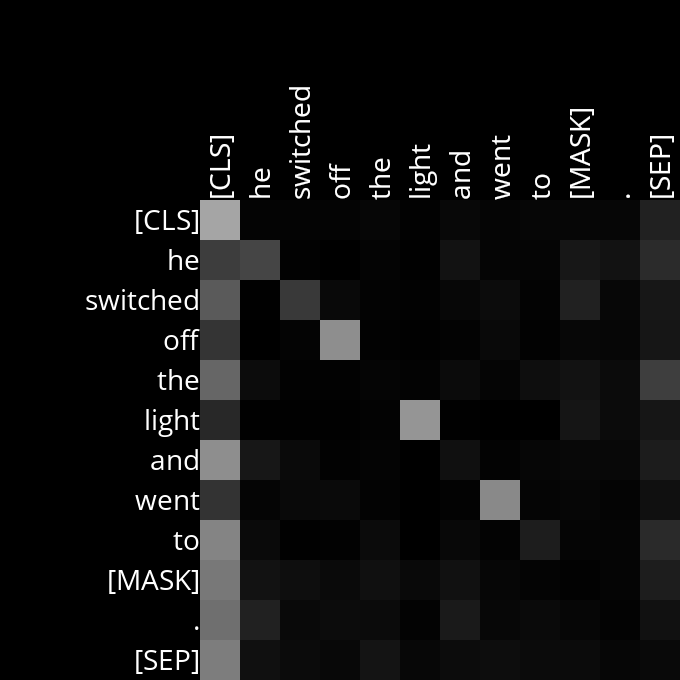 [CLS] he switched off the light and went to [MASK] . [SEP]
[CLS]
he
switched
off
the
light
and
went
to
[MASK]
.
[SEP]